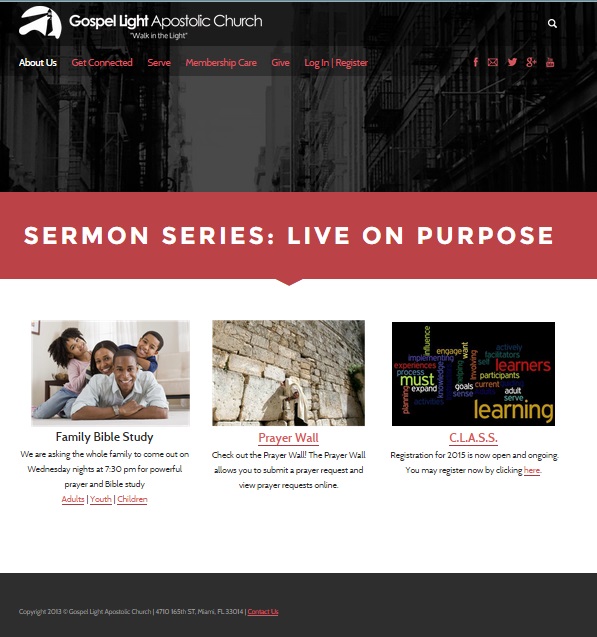 Gospel Light Apostolic Church
"Walk in the Light"
About Us Get Connected Serve Membership Care Give Log In | Register
SERMON SERIES: LIVE ON PURPOSE
Family Bible Study
We are asking the whole family to come out on
Wednesday nights at 7:30 pm for powerful
prayer and Bible study
Adults | Youth | Children
Prayer Wall
Check out the Prayer Wall! The Prayer Wall
allows you to submit a prayer request and
view prayer requests online.
influence
engage
want
actively
implementing
facilitators
experiences
knowledge
helping
involving
self
learners
process
must
participants
expand
goals
current
adult
planning
activities
sense
serve
learning
C.L.A.S.S.
Registration for 2015 is now open and ongoing.
You may register now by clicking here.
Copyright 2013 © Gospel Light Apostolic Church | 4710 165th ST, Miami, FL 33014 | Contact Us